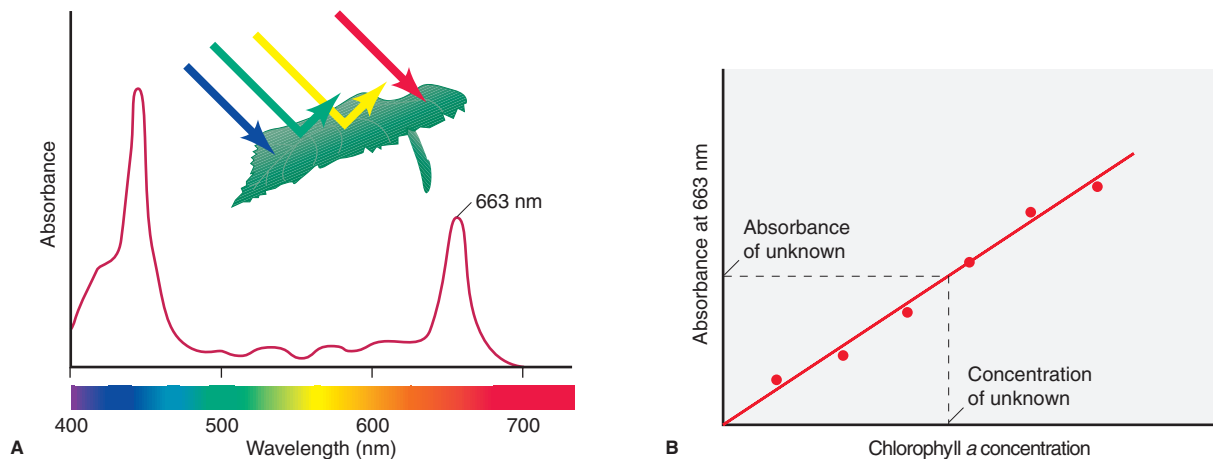 Absorbance
663 nm
400
500
600
700
Wavelength (nm)
A
Absorbance at 663 nm
Absorbance
of unknown
Concentration
of unknown
B
Chlorophyll a concentration